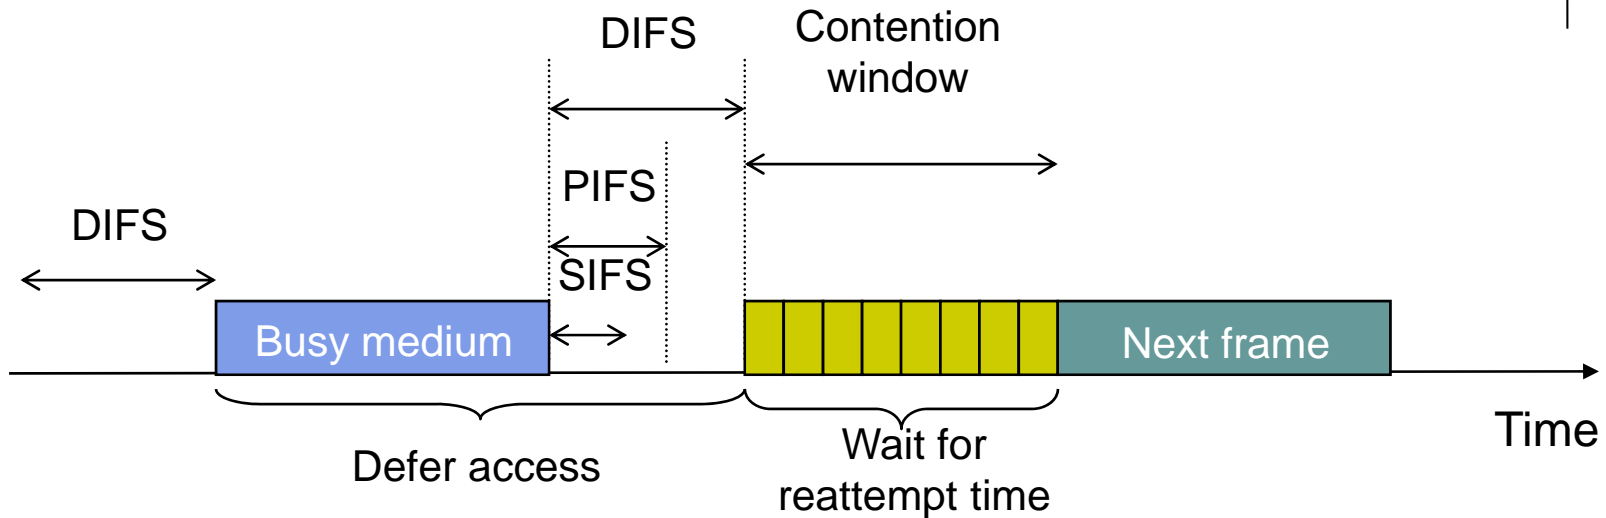 DIFS
Contention
window
PIFS
DIFS
SIFS
Busy medium
Next frame
Time
Defer access
Wait for
reattempt time